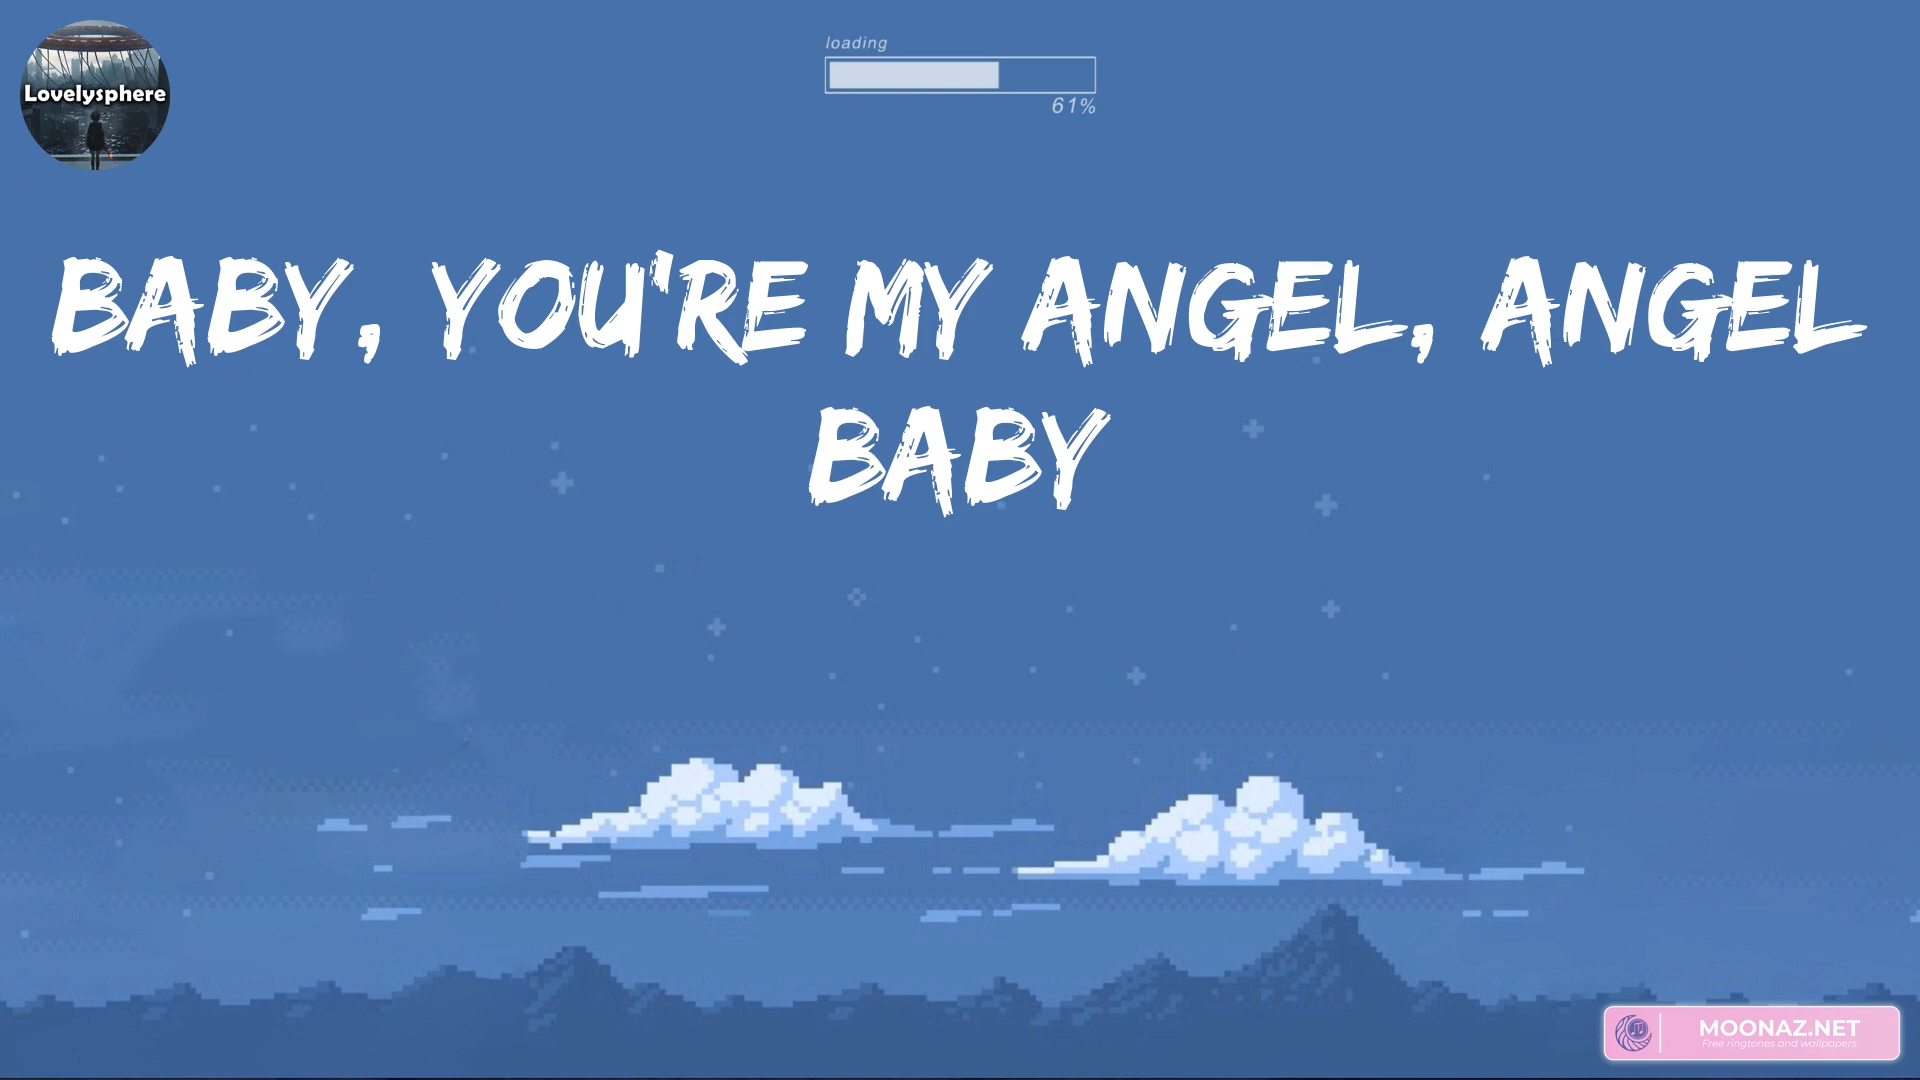 Lovelysphere
loading
61%
BABY, YOU'RE MY ANGEL, ANGEL
BABY
MOONAZ.NET
Free ringtones and wallpapers